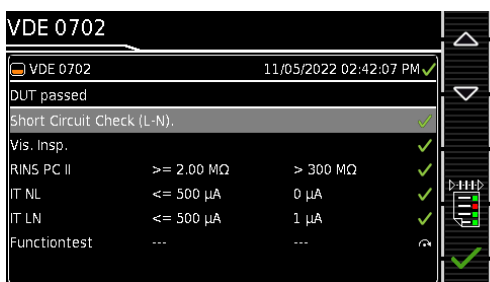 VDE 0702
VDE 0702 11/05/2022 02:42:07 PM
DUT passed
Short Circuit Check (L-N).
Vis. Insp.
RINS PC II >= 2.00 MΩ > 300 MΩ
IT NL <= 500 µA 0 µA
IT LN <= 500 µA 1 µA
Functiontest --- ---